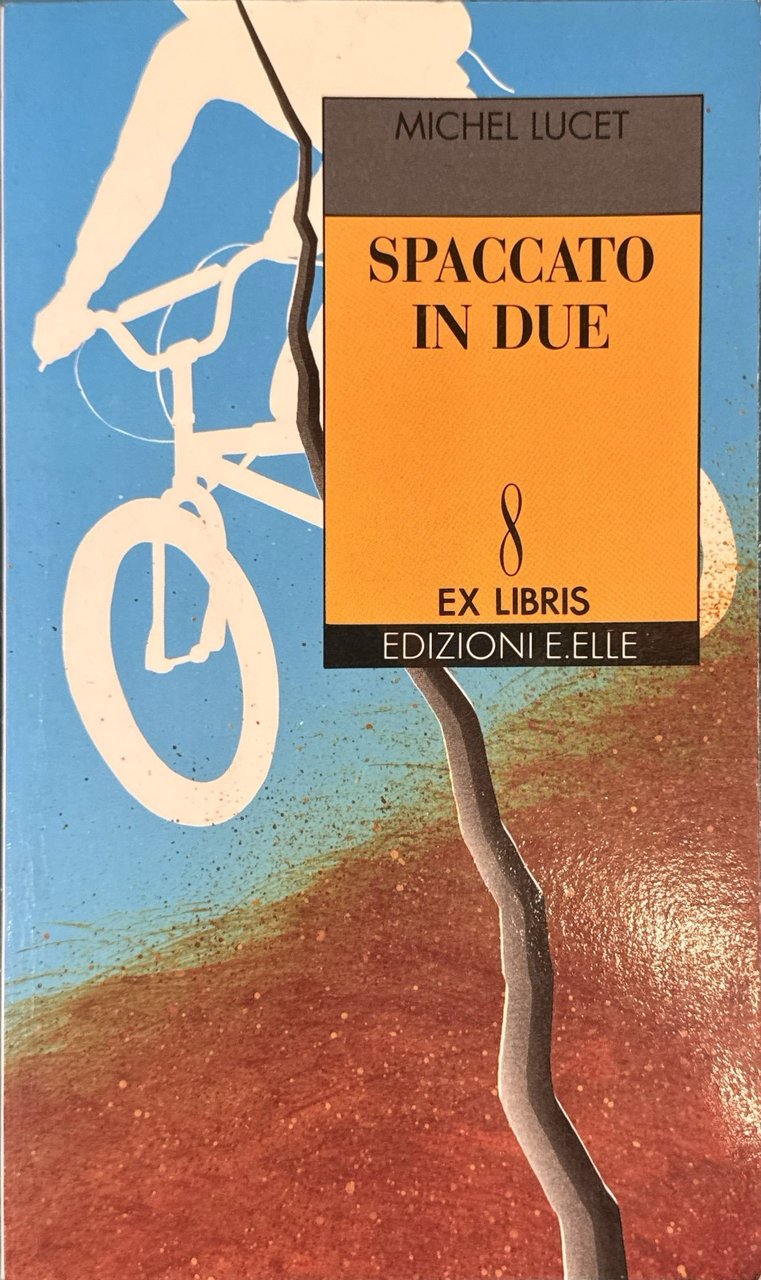 MICHEL LUCET
SPACCATO
IN DUE
8
EX LIBRIS
EDIZIONI E.ELLE